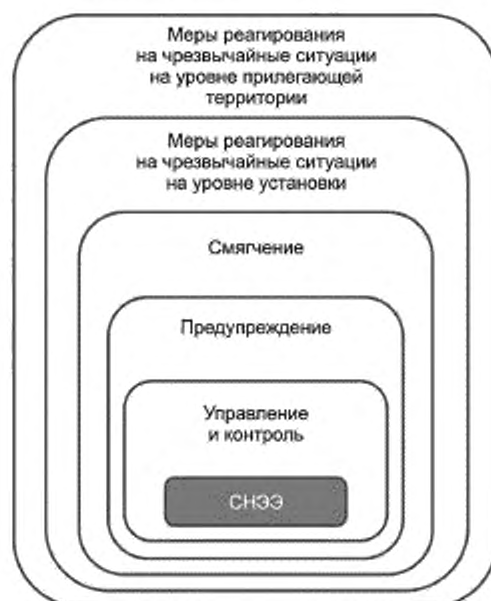 Меры реагирования
на чрезвычайные ситуации
на уровне прилегающей
территории
Меры реагирования
на чрезвычайные ситуации
на уровне установки
Смягчение
Предупреждение
Управление
и контроль
СНЭЭ